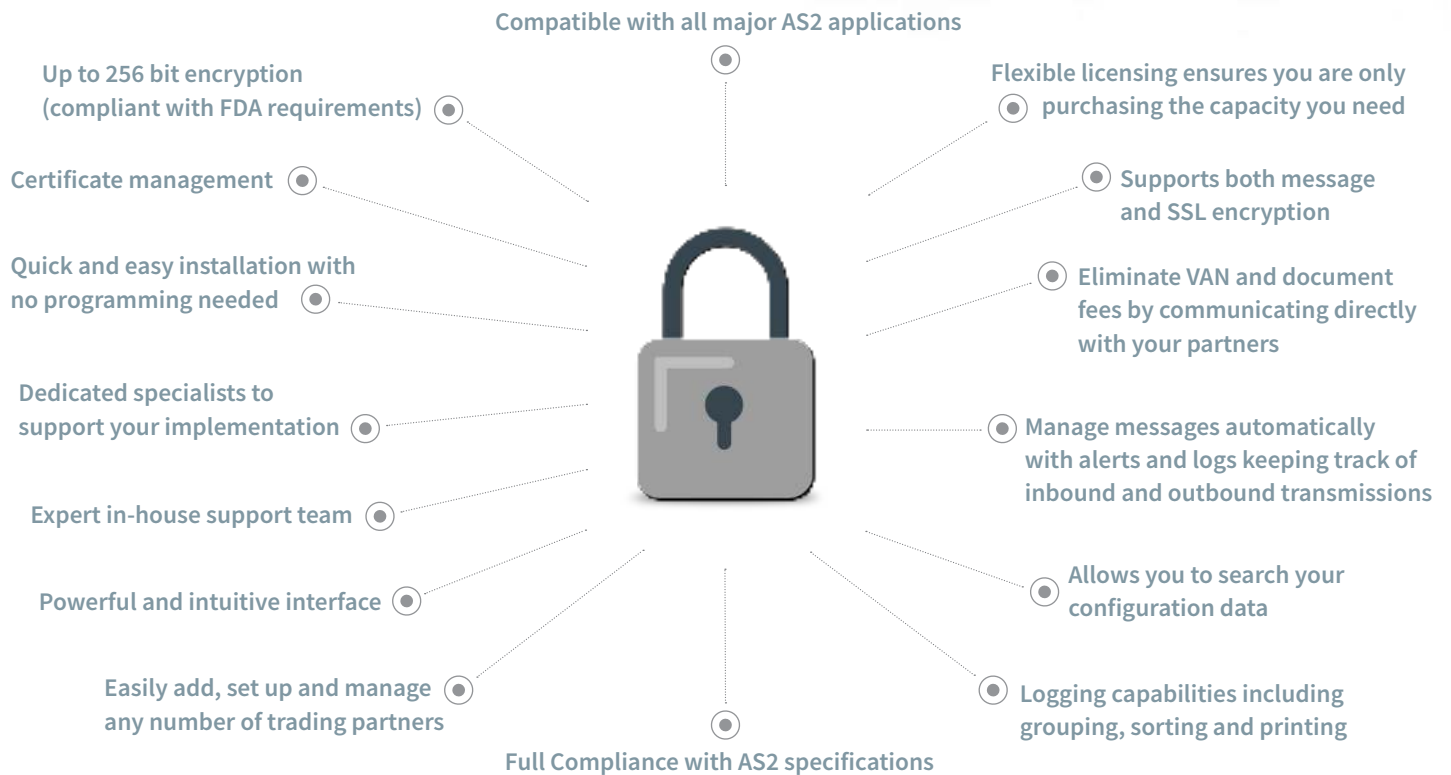 Compatible with all major AS2 applications
Up to 256 bit encryption
(compliant with FDA requirements)
Certificate management
Quick and easy installation with
no programming needed
Dedicated specialists to
support your implementation
Expert in-house support team
Powerful and intuitive interface
Easily add, set up and manage
any number of trading partners
Flexible licensing ensures you are only
purchasing the capacity you need
Supports both message
and SSL encryption
Eliminate VAN and document
fees by communicating directly
with your partners
Manage messages automatically
with alerts and logs keeping track of
inbound and outbound transmissions
Allows you to search your
configuration data
Logging capabilities including
grouping, sorting and printing
Full Compliance with AS2 specifications